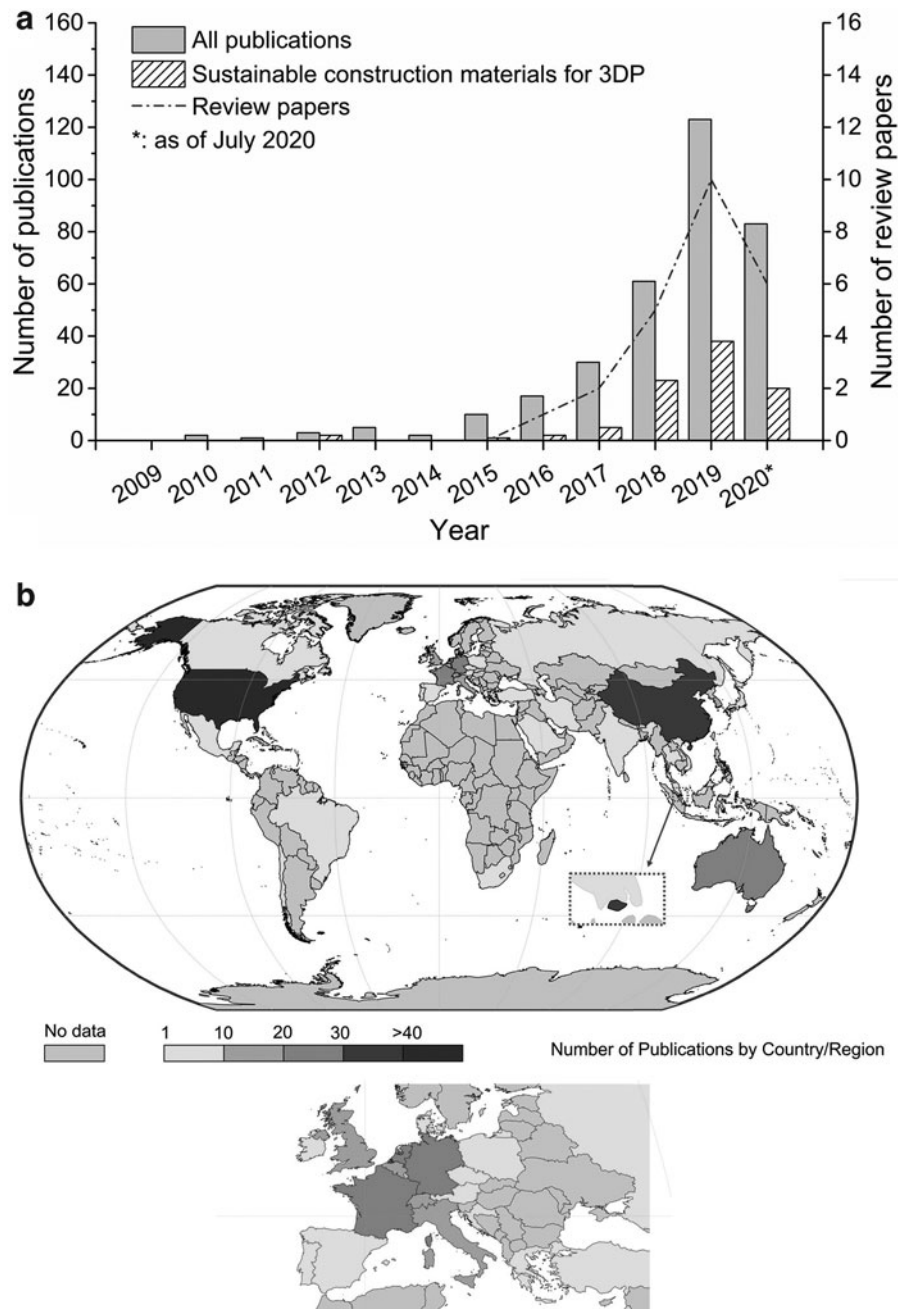 a
160
140
120
100
80
60
40
20
0
Number of publications
All publications
Sustainable construction materials for 3DP
Review papers
*: as of July 2020
16
14
12
10
8
6
4
2
0
Number of review papers
2009
2010
2011
2012
2013
2014
2015
2016
2017
2018
2019
2020*
Year
b
No data
1 10 20 30 >40
Number of Publications by Country/Region